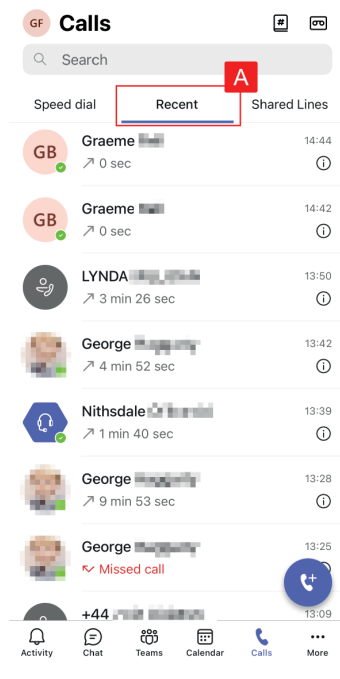 GF Calls #
Search
A
Speed dial Recent Shared Lines
Graeme 14:44
GB
0 sec
Graeme 14:42
GB
0 sec
LYNDA 13:50
3 min 26 sec
George 13:42
4 min 52 sec
Nithsdale 13:39
1 min 40 sec
George 13:28
9 min 53 sec
George 13:25
Missed call
+44 13:09
Activity Chat Teams Calendar Calls More